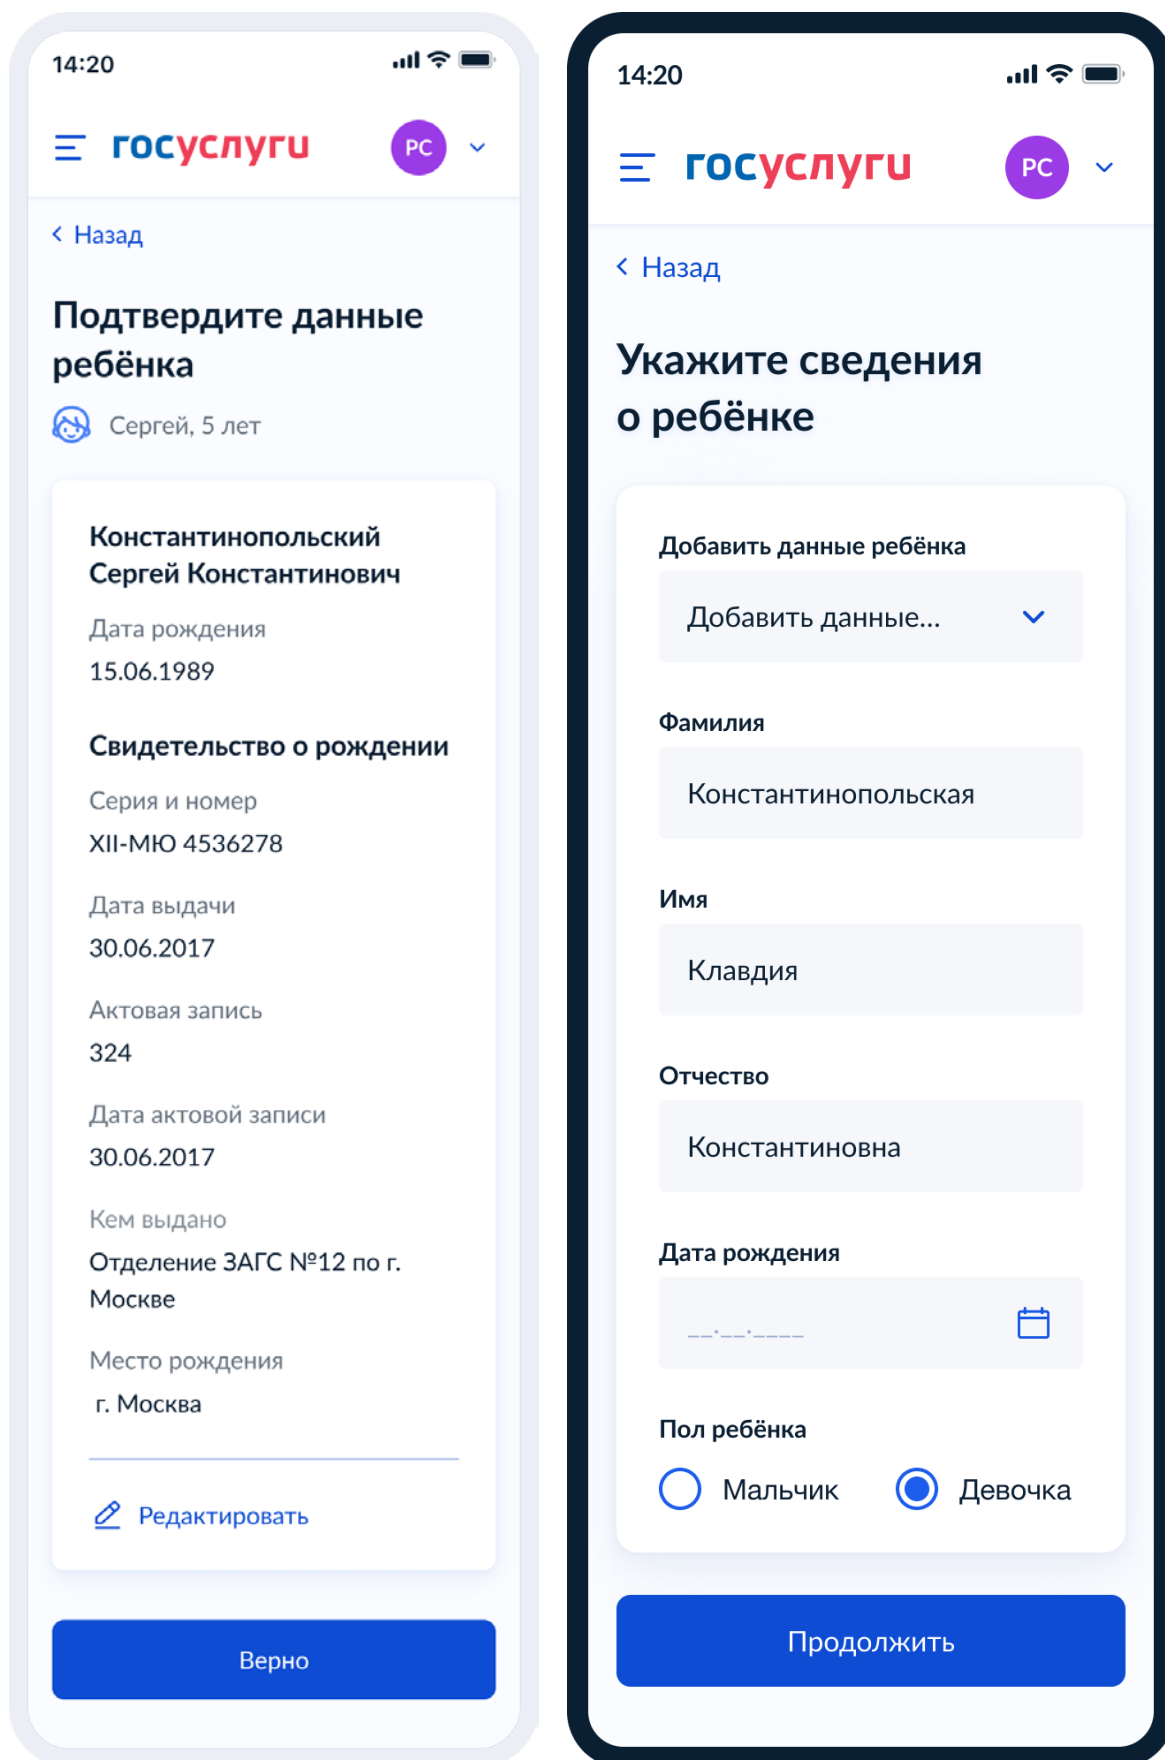 14:20
госуслуги
РС
Назад
Подтвердите данные
ребёнка
Сергей, 5 лет
Константинопольский
Сергей Константинович
Дата рождения
15.06.1989
Свидетельство о рождении
Серия и номер
XII-МЮ 4536278
Дата выдачи
30.06.2017
Актовая запись
324
Дата актовой записи
30.06.2017
Кем выдано
Отделение ЗАГС №12 по г.
Москве
Место рождения
г. Москва
Редактировать
Верно
14:20
госуслуги
РС
Назад
Укажите сведения
о ребёнке
Добавить данные ребёнка
Добавить данные...
Фамилия
Константинопольская
Имя
Клавдия
Отчество
Константиновна
Дата рождения
__.__.____
Пол ребёнка
Мальчик
Девочка
Продолжить